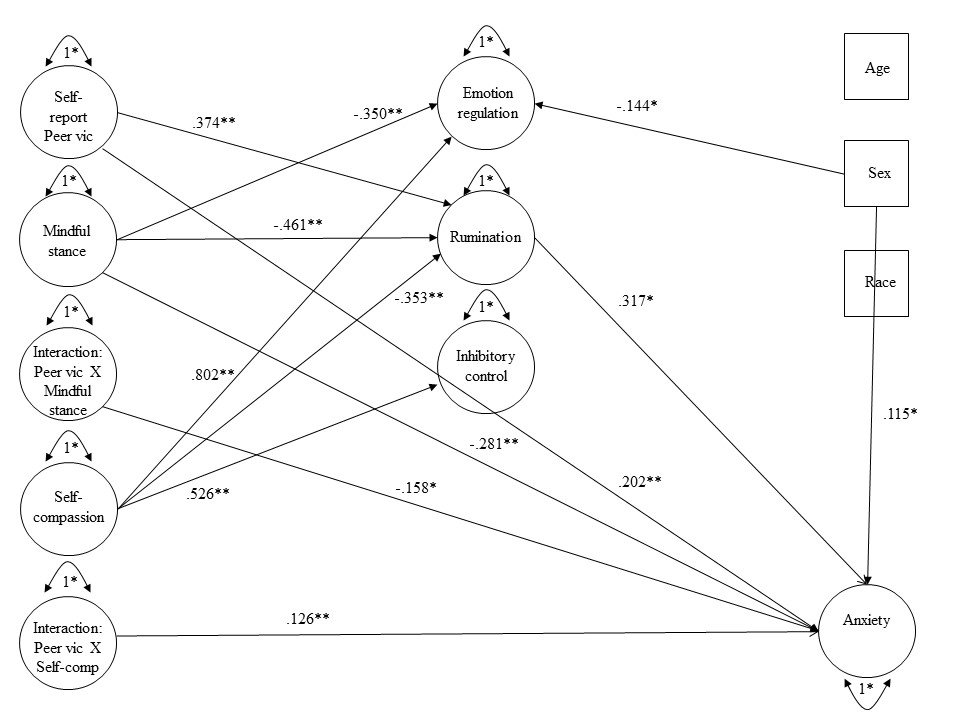 1*
Self-
report
Peer vic
1*
Mindful
stance
1*
Interaction:
Peer vic X
Mindful
stance
1*
Self-
compassion
1*
Interaction:
Peer vic X
Self-comp
.374**
-.350**
-.461**
-.353**
.802**
.526**
-.281**
-.158*
.202**
.126**
1*
Emotion
regulation
1*
Rumination
1*
Inhibitory
control
-.144*
.317*
.115*
Age
Sex
Race
Anxiety
1*